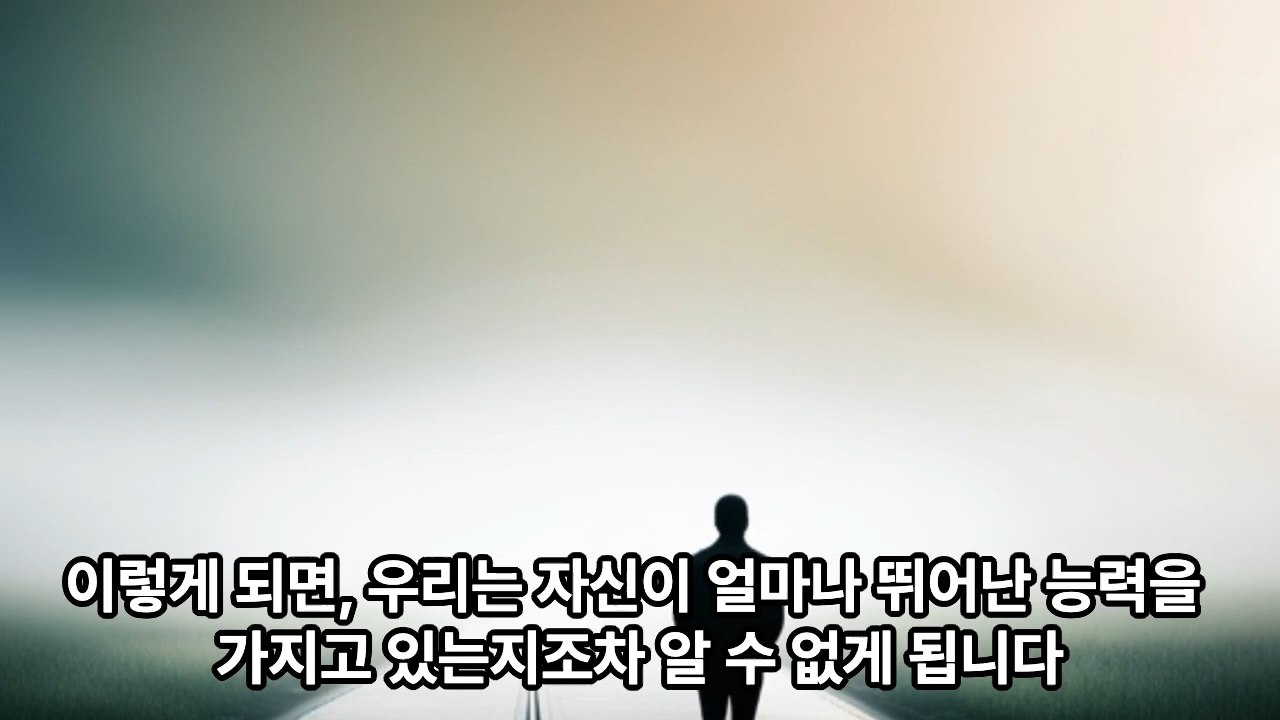 이렇게 되면, 우리는 자신이 얼마나 뛰어난 능력을
가지고 있는지조차 알 수 없게 됩니다